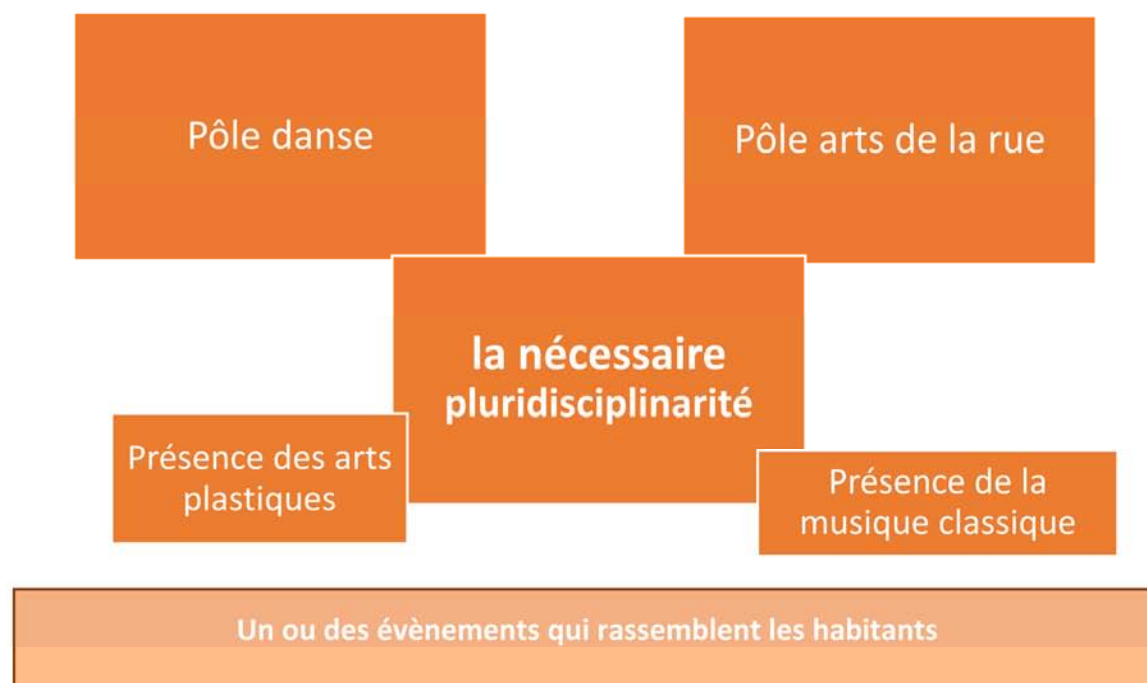 Pôle danse
Pôle arts de la rue
la nécessaire
pluridisciplinarité
Présence des arts
plastiques
Présence de la
musique classique
Un ou des évènements qui rassemblent les habitants